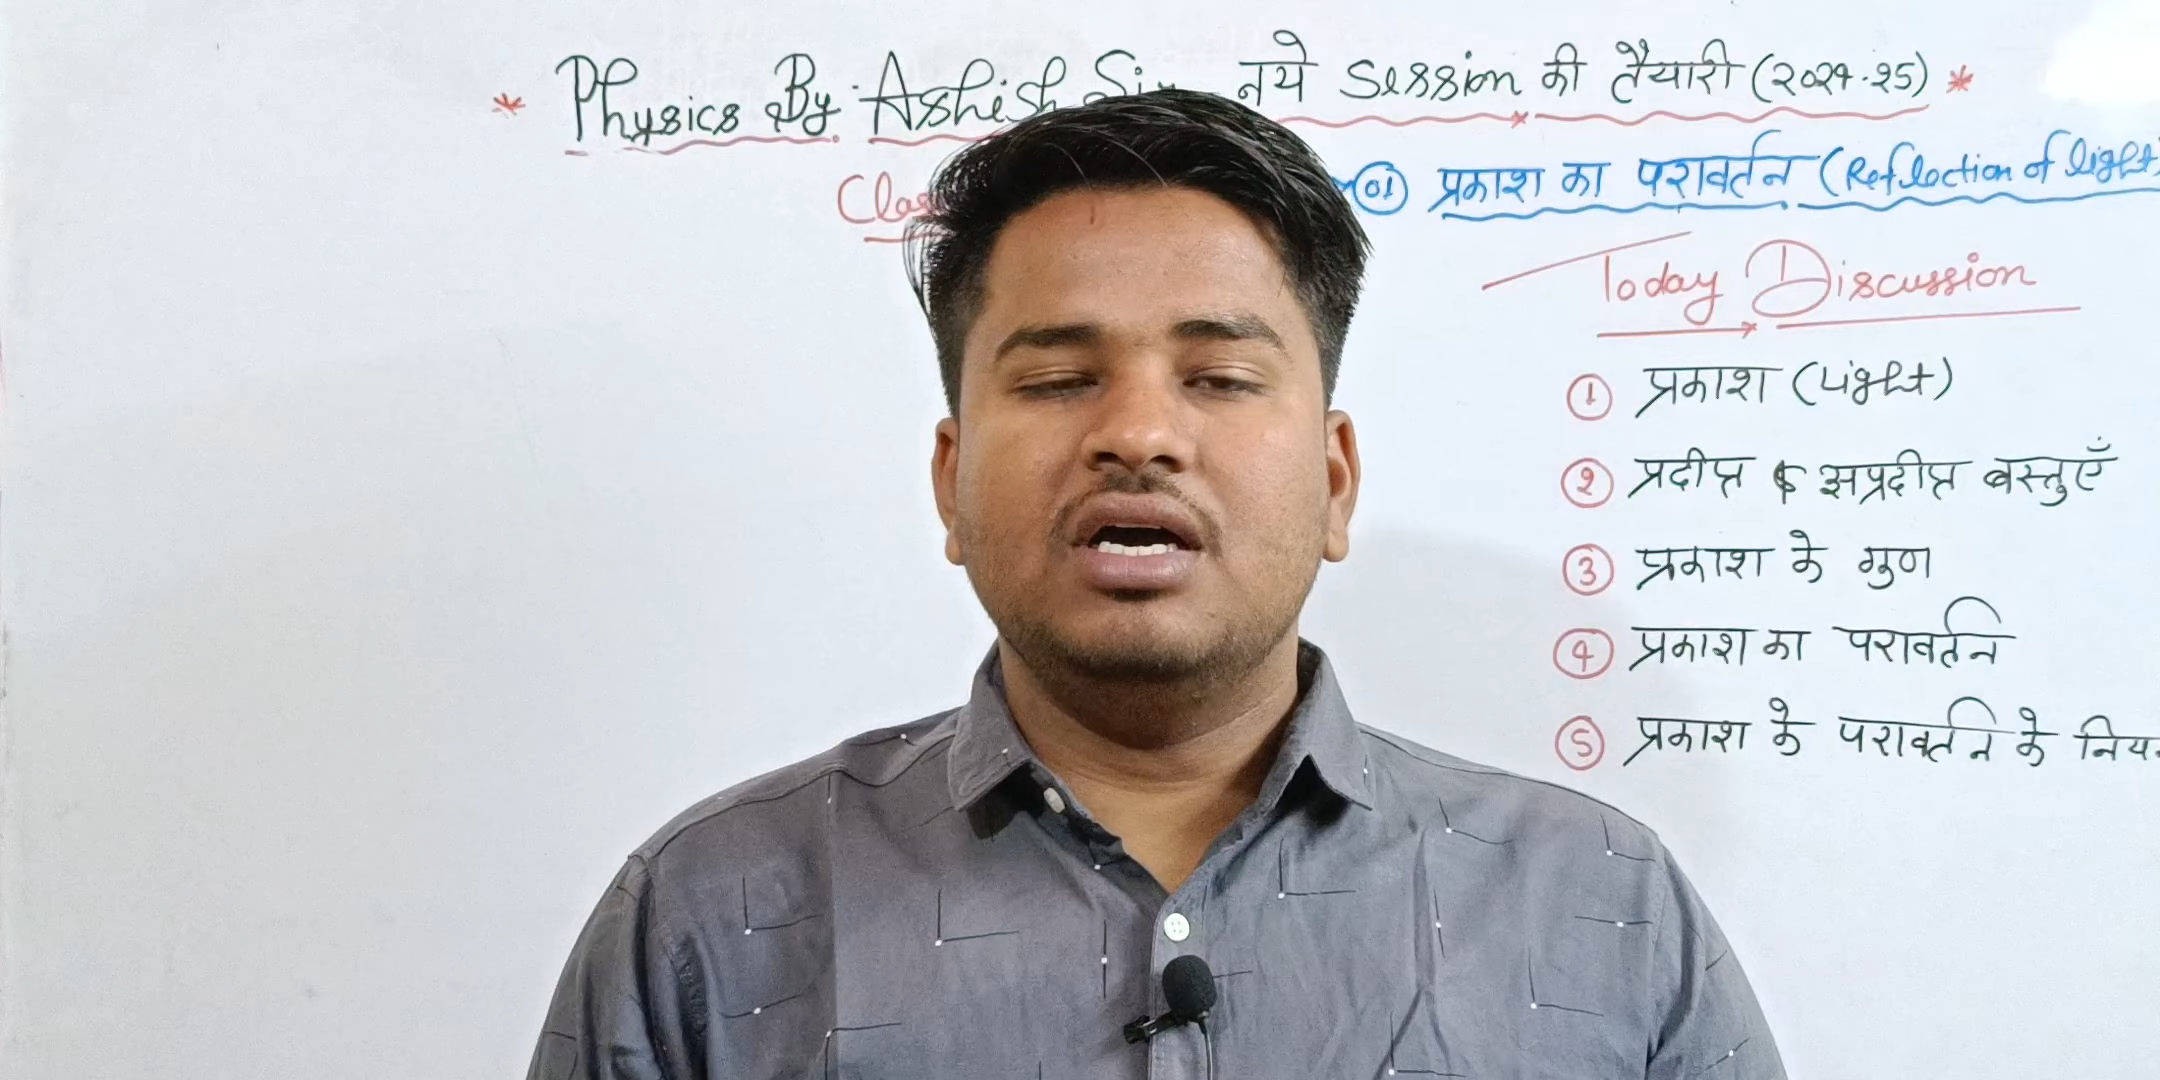 * Physics By Ashish नये Session की तैयारी (2024-25) *
01 प्रकाश का परावर्तन (Reflection of light)
Today Discussion
1 प्रकाश (Light)
2 प्रदीप्त & अप्रदीप्त वस्तुएँ
3 प्रकाश के गुण
4 प्रकाश का परावर्तन
5 प्रकाश के परावर्तन के